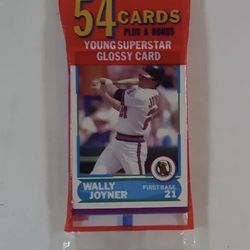 54 CARDS
PLUS A BONUS
YOUNG SUPERSTAR
GLOSSY CARD
WALLY
JOYNER
FIRST BASE
21